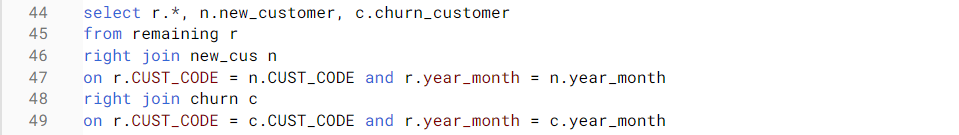 44 select r.*, n.new_customer, c.churn_customer
45 from remaining r
46 right join new_cus n
47 on r.CUST_CODE = n.CUST_CODE and r.year_month = n.year_month
48 right join churn c
49 on r.CUST_CODE = c.CUST_CODE and r.year_month = c.year_month